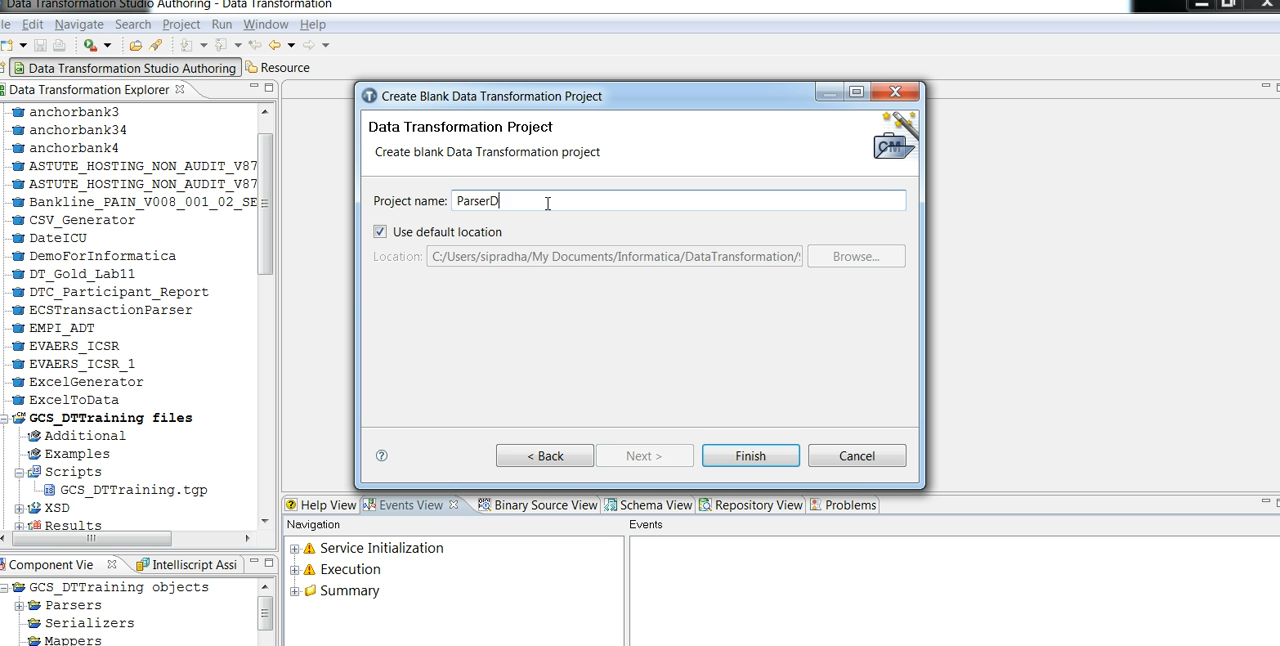 Data Transformation Studio Authoring - Data Transformation
le Edit Navigate Search Project Run Window Help
Data Transformation Studio Authoring Resource
Data Transformation Explorer
anchorbank3
anchorbank34
anchorbank4
ASTUTE_HOSTING_NON_AUDIT_V87
ASTUTE_HOSTING_NON_AUDIT_V87
Bankline_PAIN_V008_001_02_SE
CSV_Generator
DateICU
DemoForInformatica
DT_Gold_Lab11
DTC_Participant_Report
ECSTransactionParser
EMPI_ADT
EVAERS_ICSR
EVAERS_ICSR_1
ExcelGenerator
ExcelToData
GCS_DTTraining files
Additional
Examples
Scripts
GCS_DTTraining.tgp
XSD
Results
Create Blank Data Transformation Project
Data Transformation Project
Create blank Data Transformation project
CM
Project name: ParserD
Use default location
Location: C:/Users/sipradha/My Documents/Informatica/DataTransformation/ Browse...
< Back Next > Finish Cancel
Component Vie Intelliscript Assi
GCS_DTTraining objects
Parsers
Serializers
Mappers
Help View Events View Binary Source View Schema View Repository View Problems
Navigation Events
Service Initialization
Execution
Summary